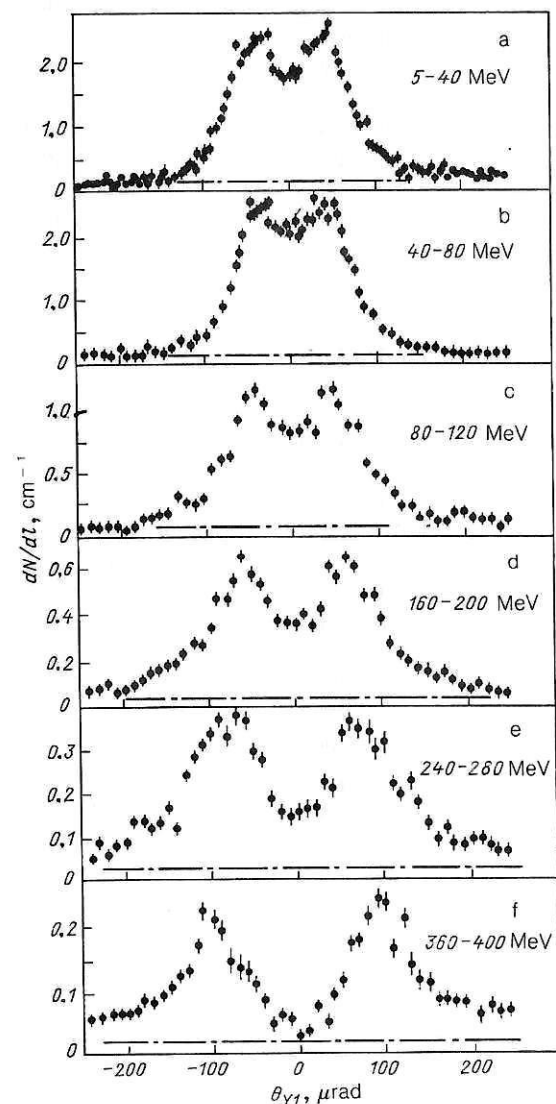 a
2.0
5–40 MeV
1.0
0
b
2.0
40–80 MeV
1.0
0
c
1.0
80–120 MeV
0.5
0
d
0,6
160–200 MeV
0.4
0.2
0
e
0.3
240–280 MeV
0.2
0,1
0
f
0.2
360–400 MeV
0.1
0
dN/dl, cm⁻¹
−200 −100 0 100 200
θY1, μrad